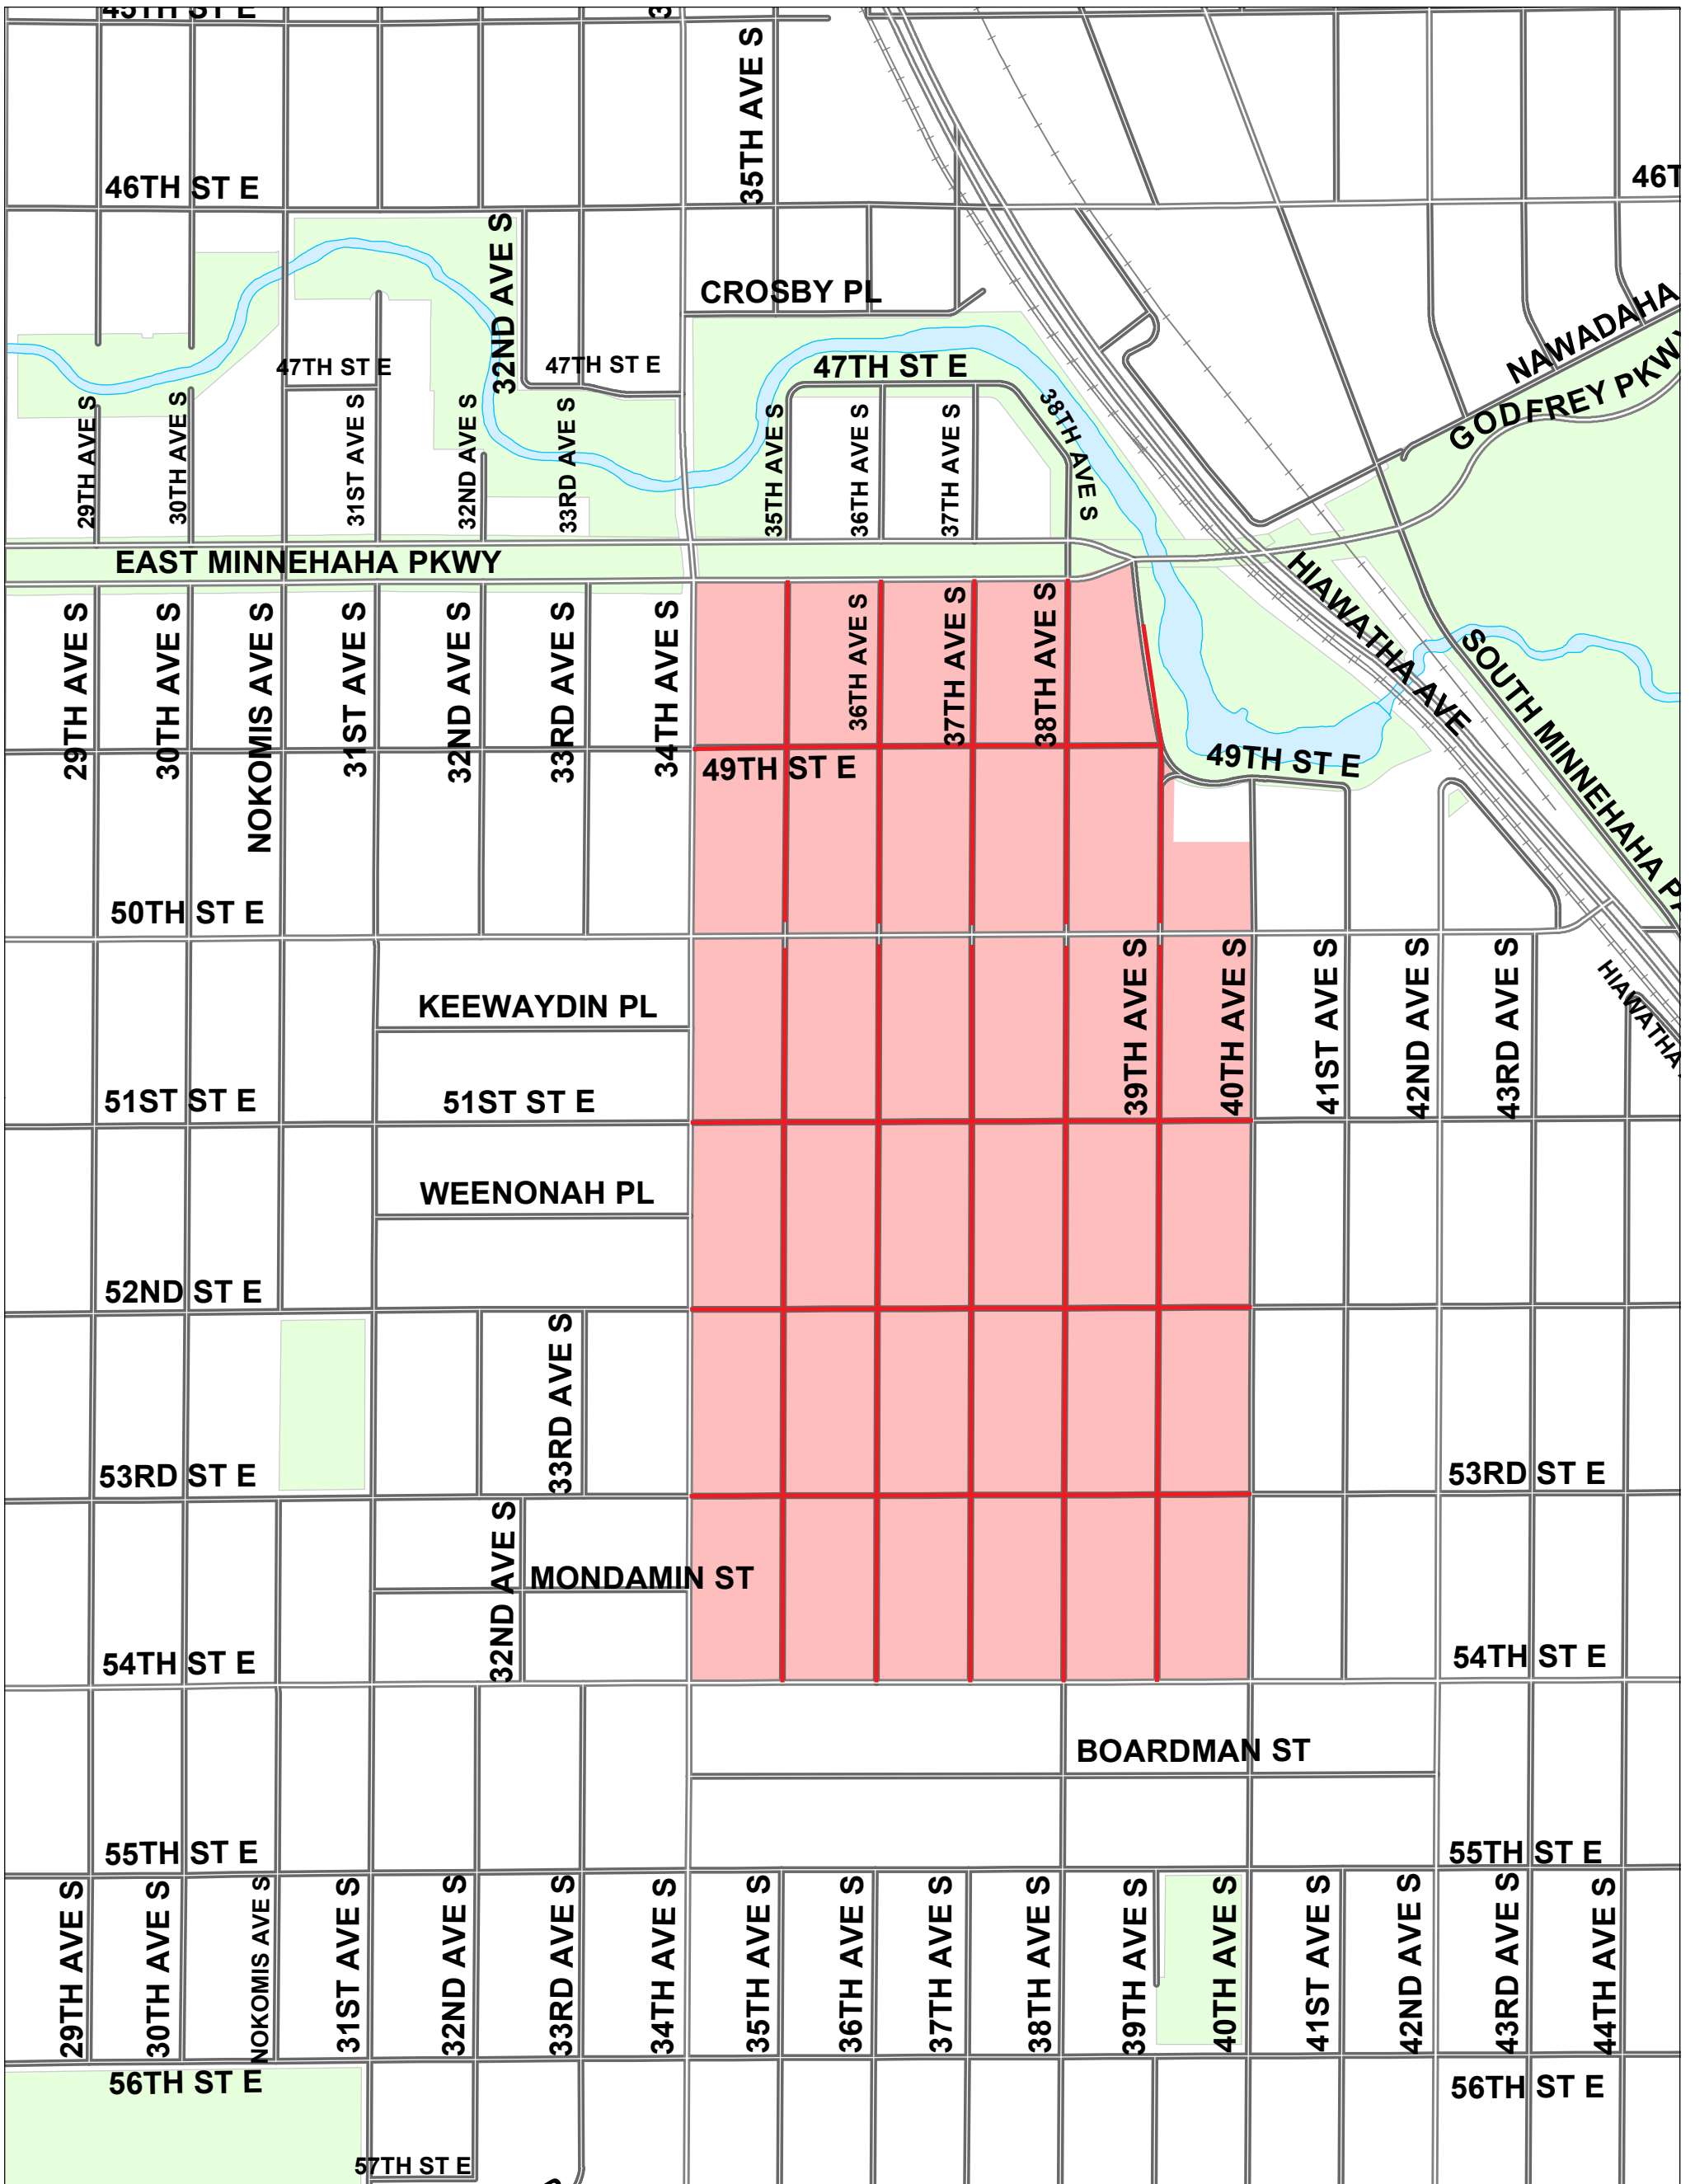 45TH ST E
3
35TH AVE S
46TH ST E
46T
32ND AVE S
CROSBY PL
NAWADAHA
GODFREY PKWY
47TH ST E
47TH ST E
47TH ST E
38TH AVE S
29TH AVE S
30TH AVE S
31ST AVE S
32ND AVE S
33RD AVE S
35TH AVE S
36TH AVE S
37TH AVE S
EAST MINNEHAHA PKWY
HIAWATHA AVE
29TH AVE S
30TH AVE S
NOKOMIS AVE S
31ST AVE S
32ND AVE S
33RD AVE S
34TH AVE S
36TH AVE S
37TH AVE S
38TH AVE S
SOUTH MINNEHAHA PA
49TH ST E
49TH ST E
50TH ST E
39TH AVE S
40TH AVE S
41ST AVE S
42ND AVE S
43RD AVE S
HIAWATHA
KEEWAYDIN PL
51ST ST E
51ST ST E
WEENONAH PL
52ND ST E
33RD AVE S
53RD ST E
53RD ST E
32ND AVE S
MONDAMIN ST
54TH ST E
54TH ST E
BOARDMAN ST
55TH ST E
55TH ST E
29TH AVE S
30TH AVE S
NOKOMIS AVE S
31ST AVE S
32ND AVE S
33RD AVE S
34TH AVE S
35TH AVE S
36TH AVE S
37TH AVE S
38TH AVE S
39TH AVE S
40TH AVE S
41ST AVE S
42ND AVE S
43RD AVE S
44TH AVE S
56TH ST E
56TH ST E
57TH ST E